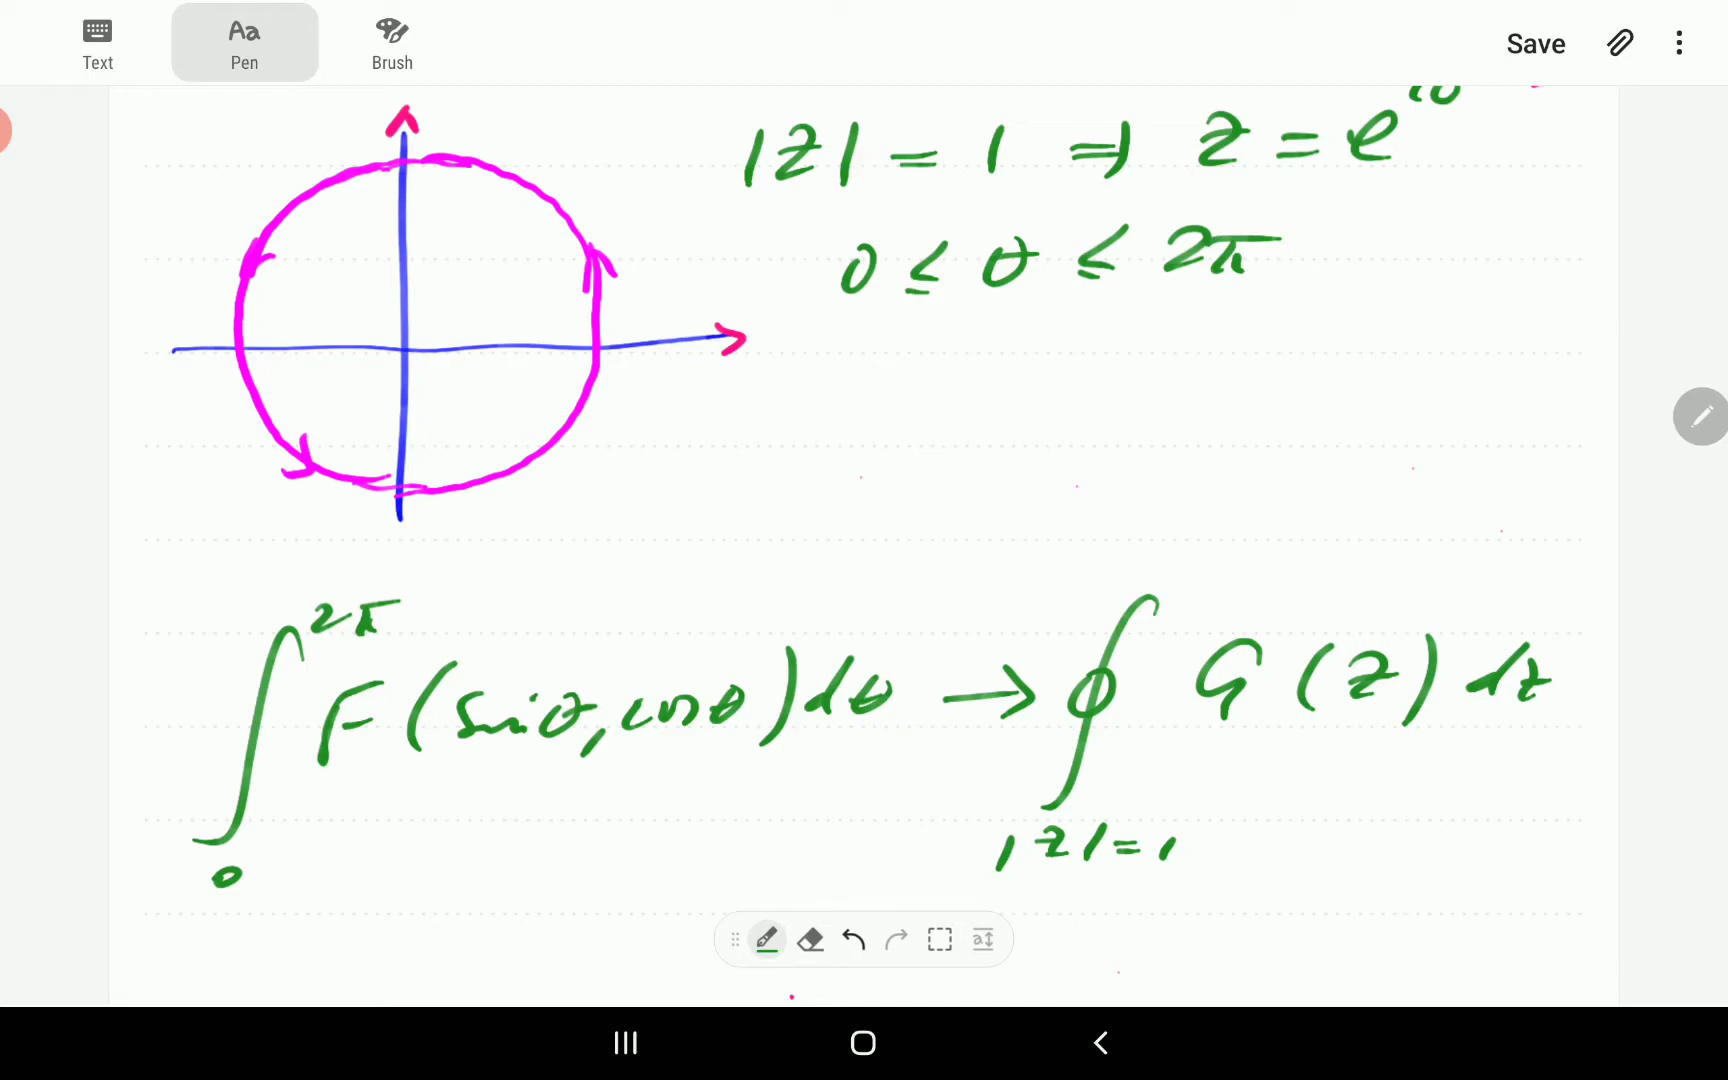 Text Pen Brush Save
|z| = 1 ⇒ z = e^{iθ}
0 ≤ θ ≤ 2π
∫_0^{2π} F(sinθ, cosθ)dθ → ∮_{|z|=1} G(z) dz